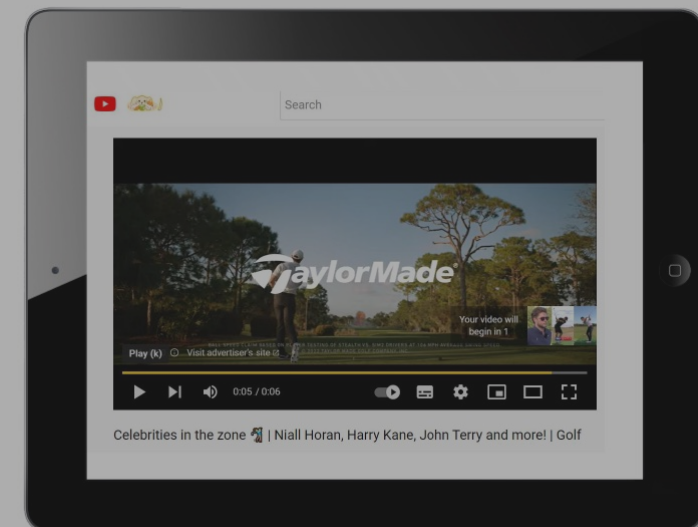 Search
TaylorMade
Your video will
begin in 1
Play (k)
Visit advertiser's site
0:05 / 0:06
Celebrities in the zone | Niall Horan, Harry Kane, John Terry and more! | Golf